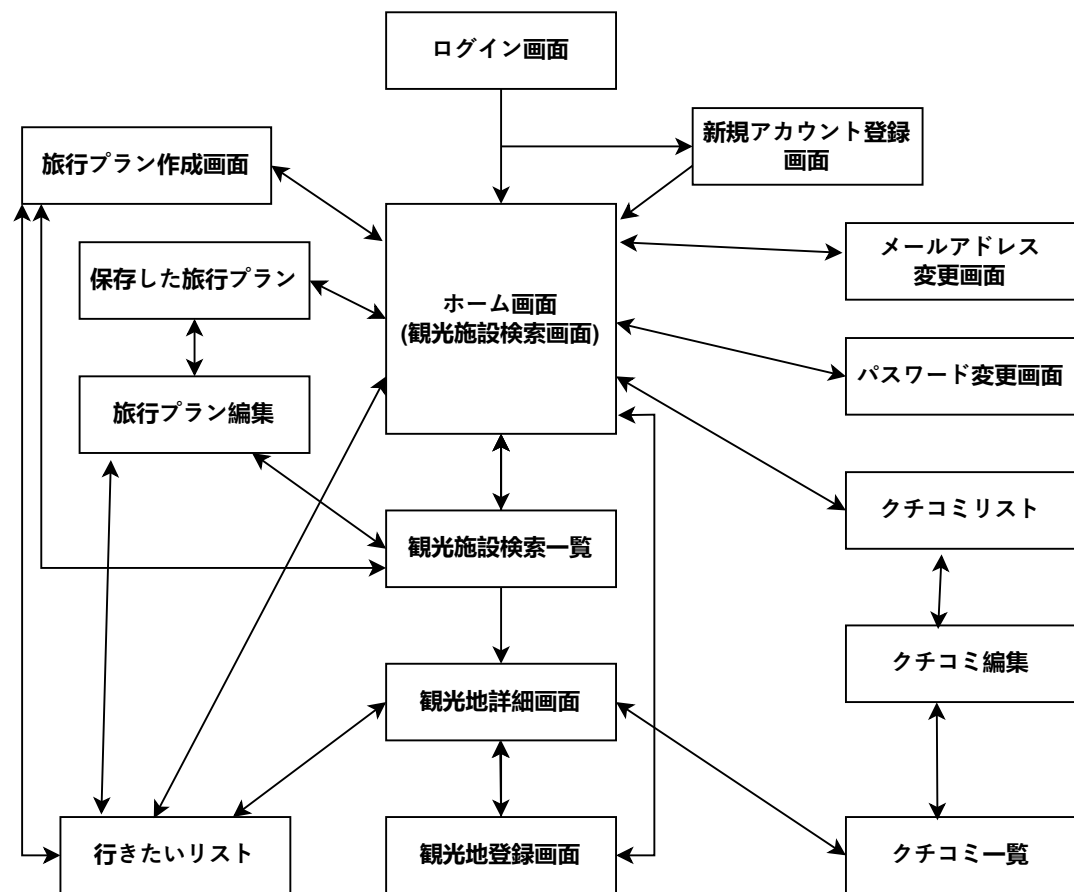 ログイン画面
新規アカウント登録
画面
旅行プラン作成画面
保存した旅行プラン
ホーム画面
(観光施設検索画面)
メールアドレス
変更画面
パスワード変更画面
旅行プラン編集
クチコミリスト
観光施設検索一覧
クチコミ編集
観光地詳細画面
行きたいリスト
観光地登録画面
クチコミ一覧